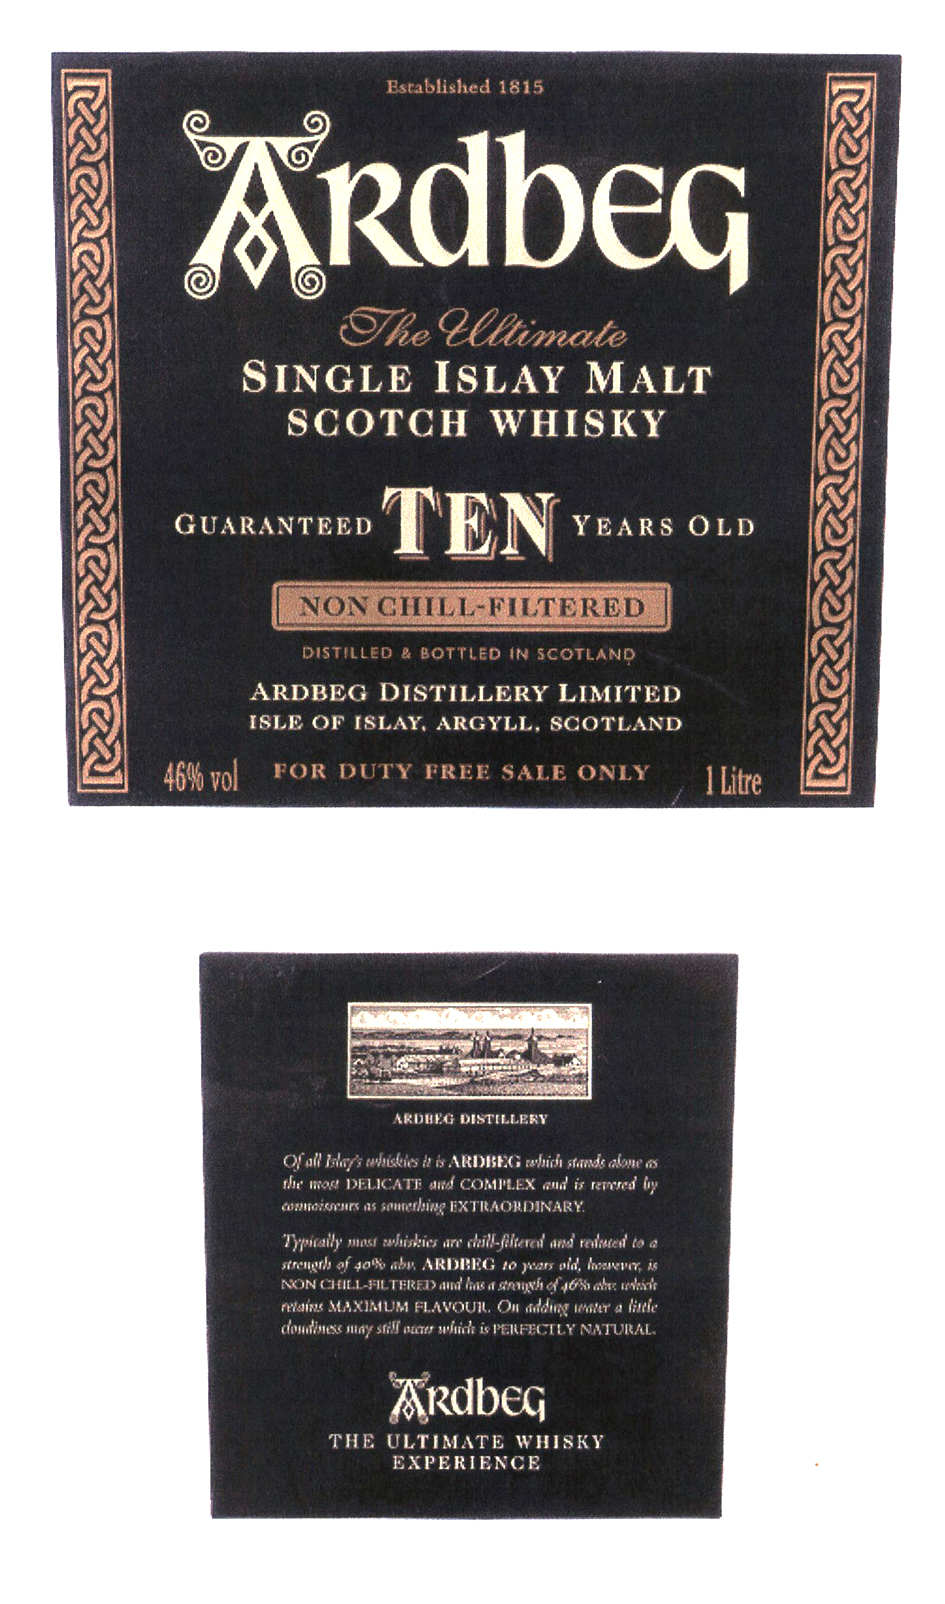 Established 1815
Ardbeg
The Ultimate
SINGLE ISLAY MALT
SCOTCH WHISKY
GUARANTEED TEN YEARS OLD
NON CHILL-FILTERED
DISTILLED & BOTTLED IN SCOTLAND
ARDBEG DISTILLERY LIMITED
ISLE OF ISLAY, ARGYLL, SCOTLAND
46% vol FOR DUTY FREE SALE ONLY 1 Litre
ARDBEG DISTILLERY
Of all Islay's whiskies it is ARDBEG which stands alone as
the most DELICATE and COMPLEX and is revered by
connoisseurs as something EXTRAORDINARY.
Typically most whiskies are chill-filtered and reduced to a
strength of 40% abv. ARDBEG 10 years old, however, is
NON CHILL-FILTERED and has a strength of 46% abv. which
retains MAXIMUM FLAVOUR. On adding water a little
cloudiness may still occur which is PERFECTLY NATURAL.
Ardbeg
THE ULTIMATE WHISKY
EXPERIENCE